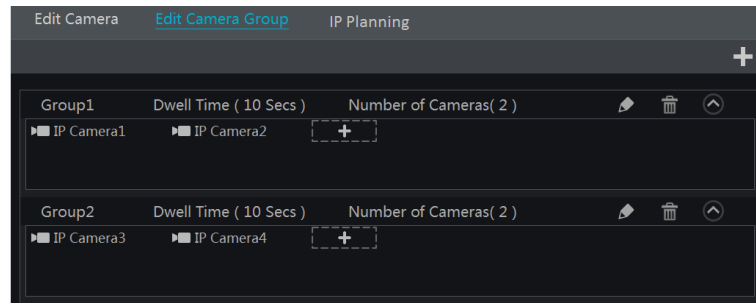 Edit Camera Edit Camera Group IP Planning
Group1 Dwell Time ( 10 Secs ) Number of Cameras( 2 )
IP Camera1 IP Camera2
Group2 Dwell Time ( 10 Secs ) Number of Cameras( 2 )
IP Camera3 IP Camera4